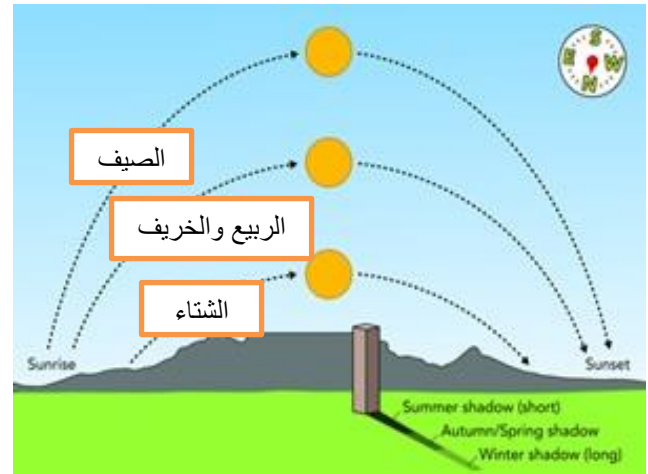 S
E W
N
الصيف
الربيع والخريف
الشتاء
Sunrise
Sunset
Summer shadow (short)
Autumn/Spring shadow
Winter shadow (long)